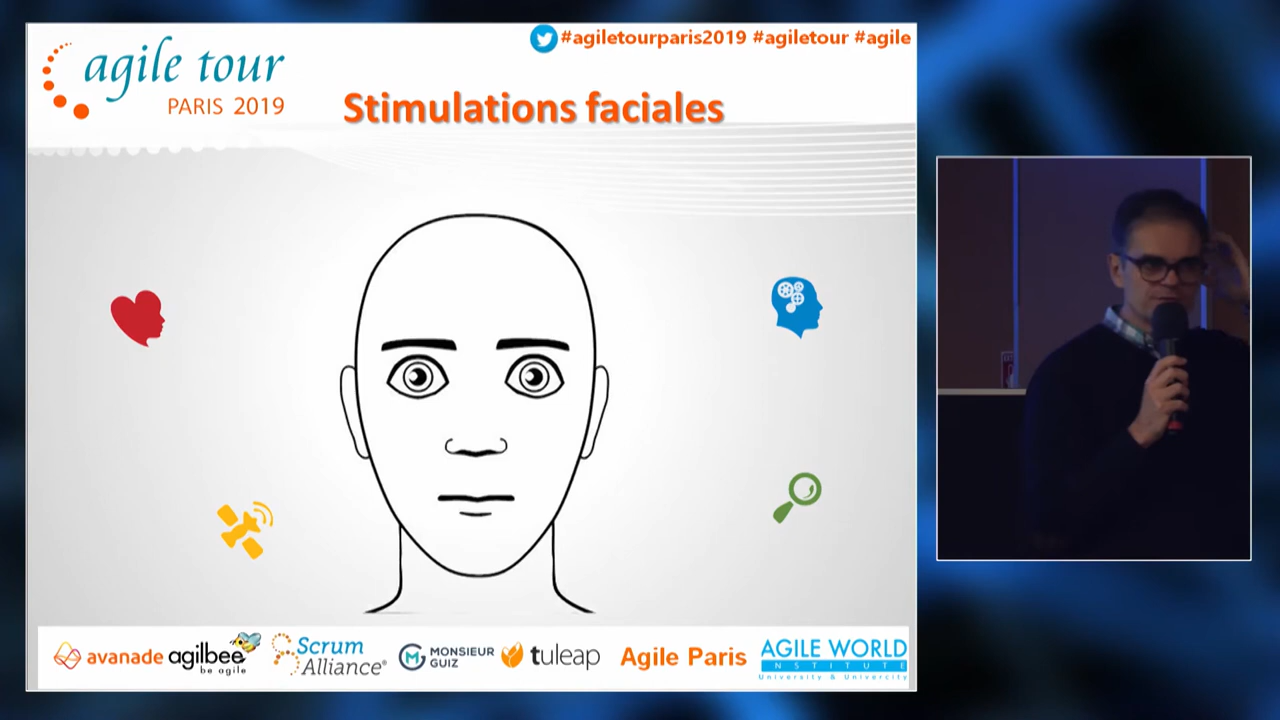 #agiletourparis2019 #agiletour #agile
agile tour
PARIS 2019
Stimulations faciales
avanade
agilbee
be agile
Scrum
Alliance®
MONSIEUR
GUIZ
tuleap
Agile Paris
AGILE WORLD
INSTITUTE
University & Univercity